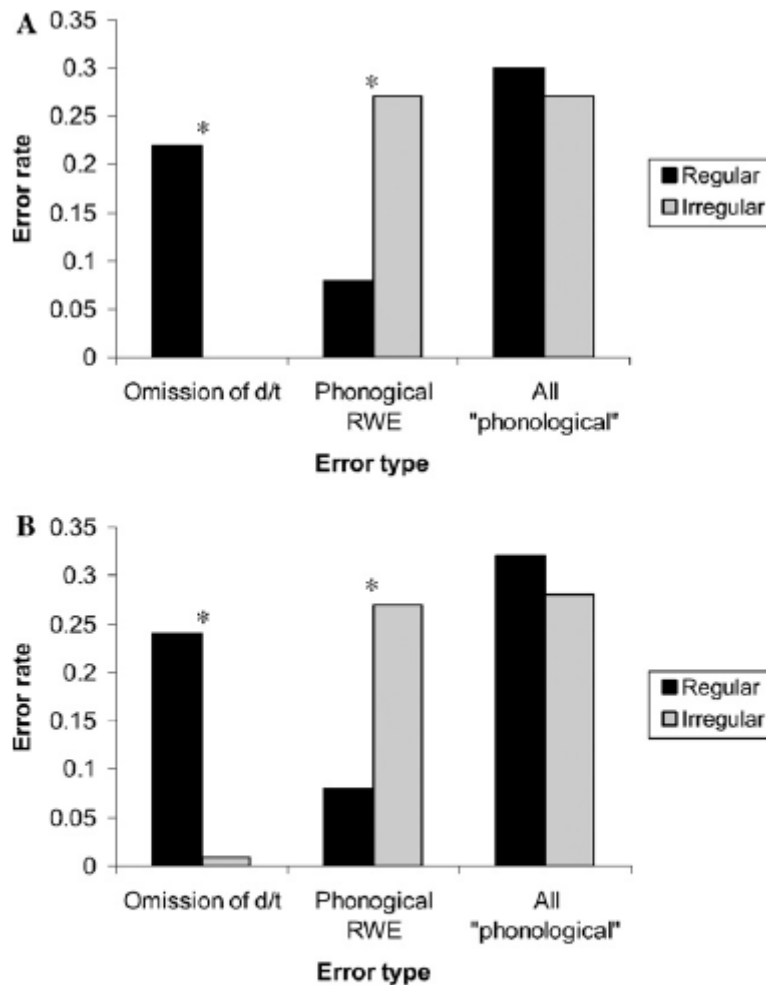 A
0.35
0.3
0.25
0.2
0.15
0.1
0.05
0
Error rate
*
*
Omission of d/t
Phonogical
RWE
All
"phonological"
Error type
Regular
Irregular
B
0.35
0.3
0.25
0.2
0.15
0.1
0.05
0
Error rate
*
*
Omission of d/t
Phonogical
RWE
All
"phonological"
Error type
Regular
Irregular